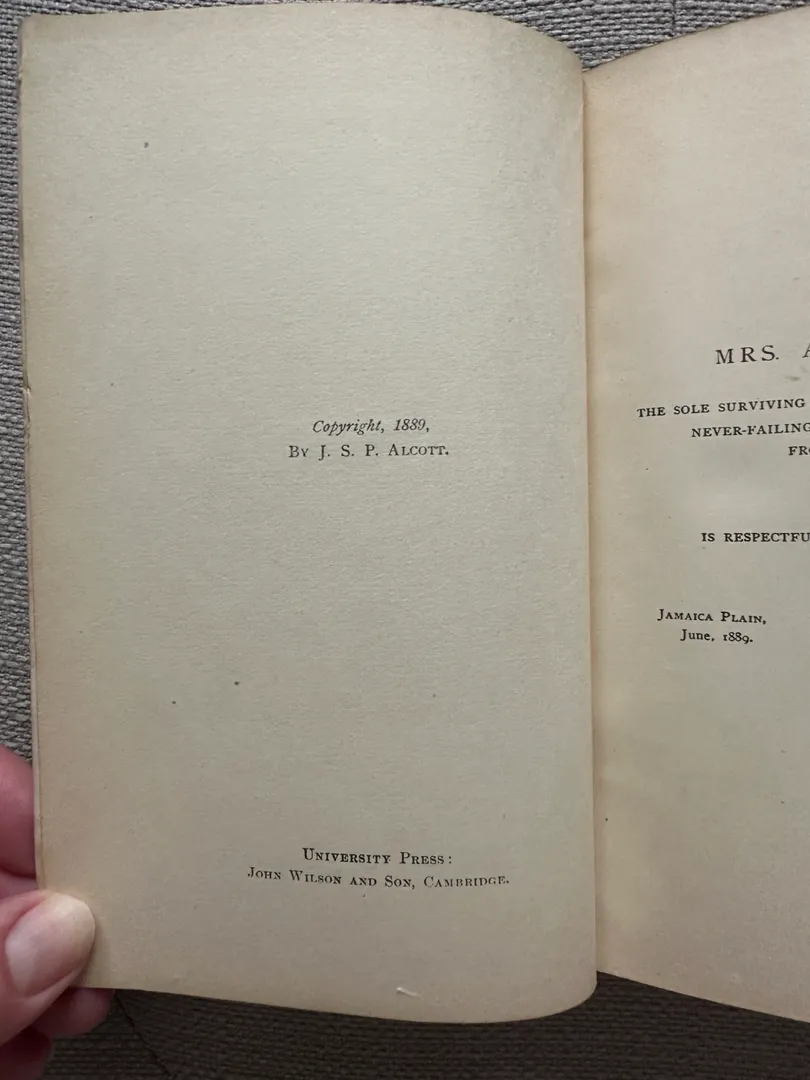 Copyright, 1889,
By J. S. P. Alcott.
University Press:
John Wilson and Son, Cambridge.
MRS.
THE SOLE SURVIVING
NEVER-FAILING
IS RESPECTFU
Jamaica Plain,
June, 1889.